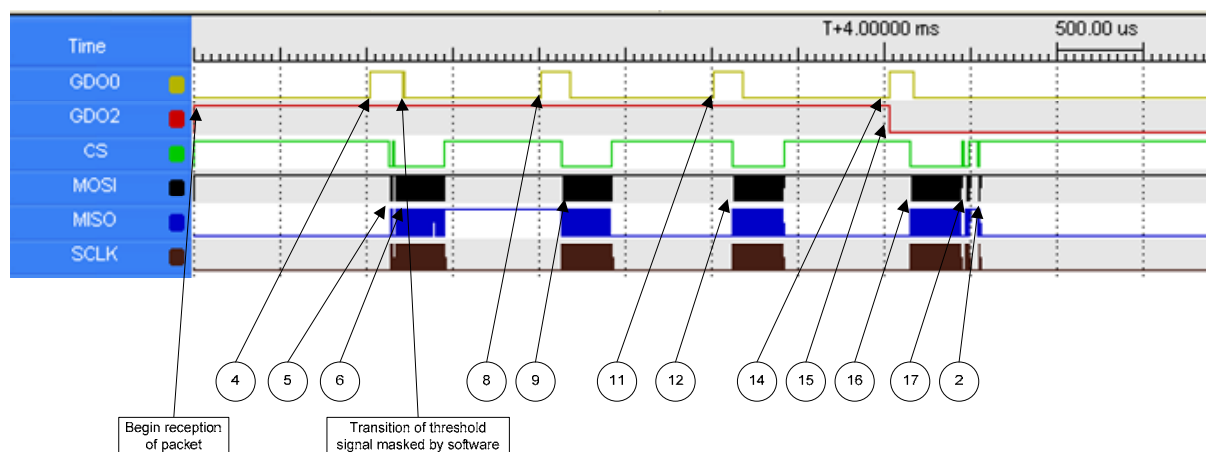 T+4.00000 ms
500.00 us
Time
GDO0
GDO2
CS
MOSI
MISO
SCLK
4
5
6
8
9
11
12
14
15
16
17
2
Begin reception
of packet
Transition of threshold
signal masked by software